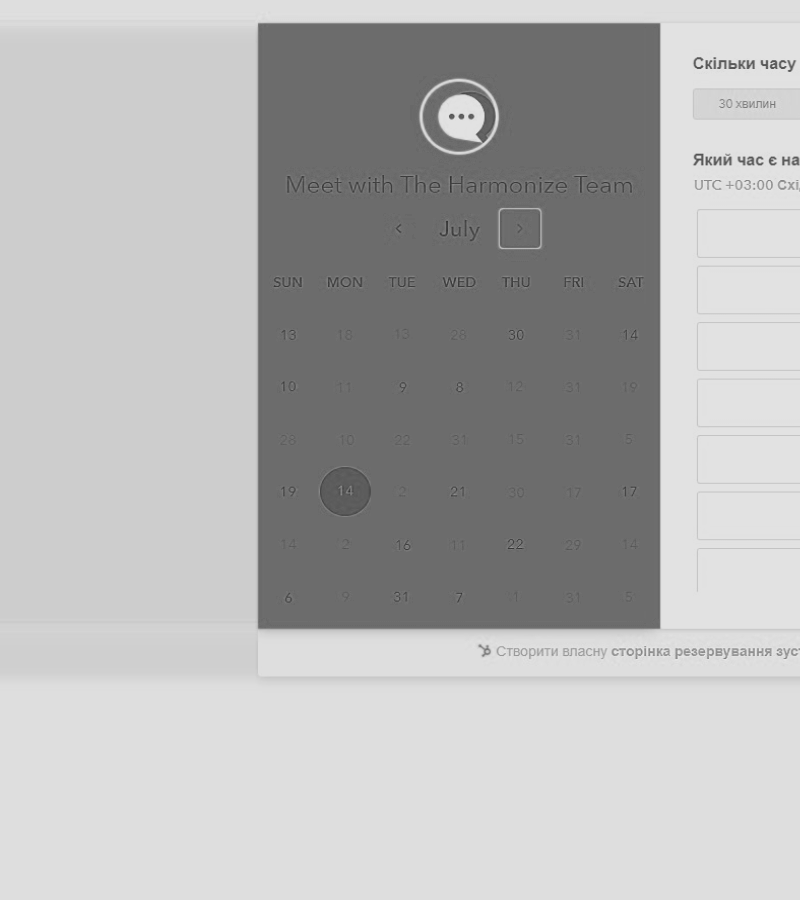 Meet with The Harmonize Team
July
SUN MON TUE WED THU FRI SAT
13 18 13 28 30 31 14
10 11 9 8 12 31 19
28 10 22 31 15 31 5
19 14 2 21 30 17 17
14 2 16 11 22 29 14
6 9 31 7 1 31 5
Скільки часу
30 хвилин
Який час є на
UTC +03:00 Схі
Створити власну сторінка резервування зус